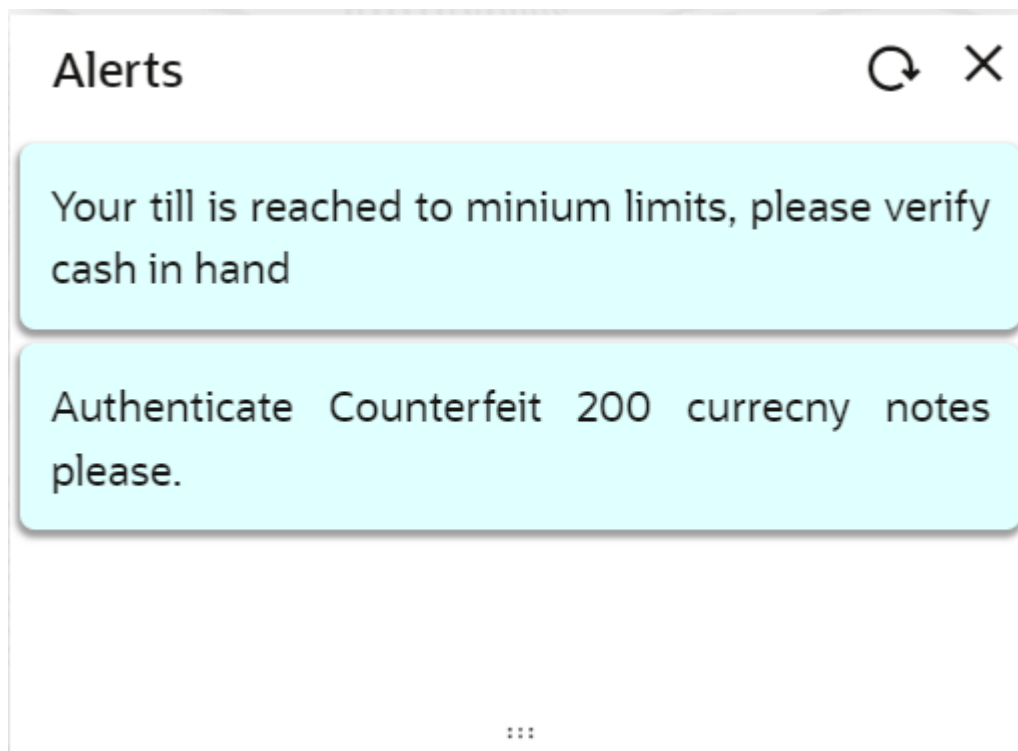 Alerts
Your till is reached to minium limits, please verify
cash in hand
Authenticate Counterfeit 200 currecny notes
please.